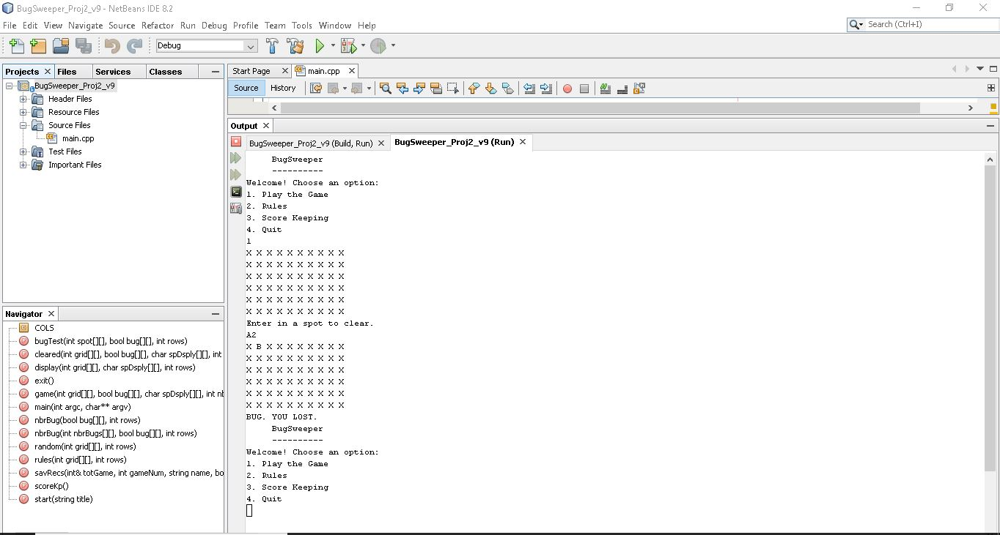 BugSweeper_Proj2_v9 - NetBeans IDE 8.2
File Edit View Navigate Source Refactor Run Debug Profile Team Tools Window Help
Search (Ctrl+I)
Debug
Projects Files Services Classes
BugSweeper_Proj2_v9
Header Files
Resource Files
Source Files
main.cpp
Test Files
Important Files
Navigator
COLS
bugTest(int spot[][], bool bug[][], int rows)
cleared(int grid[][], bool bug[][], char spDsply[][], int
display(int grid[][], char spDsply[][], int rows)
exit()
game(int grid[][], bool bug[][], char spDsply[][], int
main(int argc, char** argv)
nbrBug(bool bug[][], int rows)
nbrBug(int nbrBugs[][], bool bug[][], int rows)
random(int grid[][], int rows)
rules(int grid[][], int rows)
savRecs(int& totGame, int gameNum, string name, bo
scoreKp()
start(string title)
Start Page main.cpp
Source History
Output
BugSweeper_Proj2_v9 (Build, Run) BugSweeper_Proj2_v9 (Run)
BugSweeper
----------
Welcome! Choose an option:
1. Play the Game
2. Rules
3. Score Keeping
4. Quit
1
X X X X X X X X X X
X X X X X X X X X X
X X X X X X X X X X
X X X X X X X X X X
X X X X X X X X X X
X X X X X X X X X X
Enter in a spot to clear.
A2
X B X X X X X X X X
X X X X X X X X X X
X X X X X X X X X X
X X X X X X X X X X
X X X X X X X X X X
X X X X X X X X X X
BUG. YOU LOST.
BugSweeper
----------
Welcome! Choose an option:
1. Play the Game
2. Rules
3. Score Keeping
4. Quit